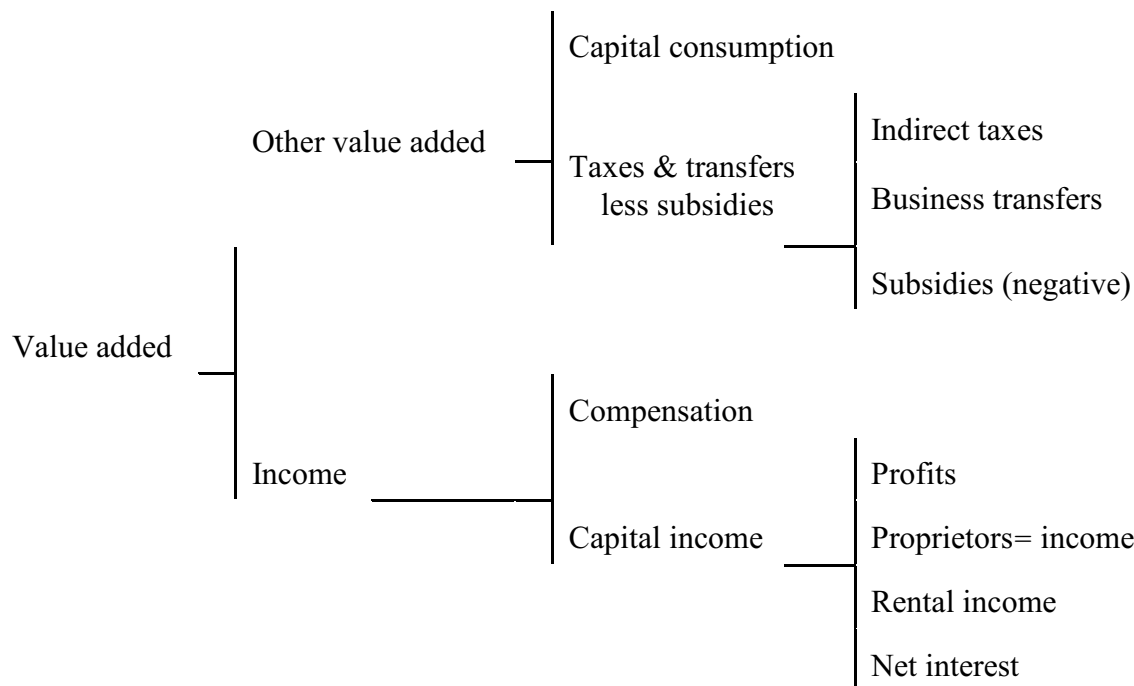 Capital consumption
Indirect taxes
Other value added
Taxes & transfers
less subsidies
Business transfers
Subsidies (negative)
Value added
Compensation
Income
Profits
Capital income
Proprietors= income
Rental income
Net interest